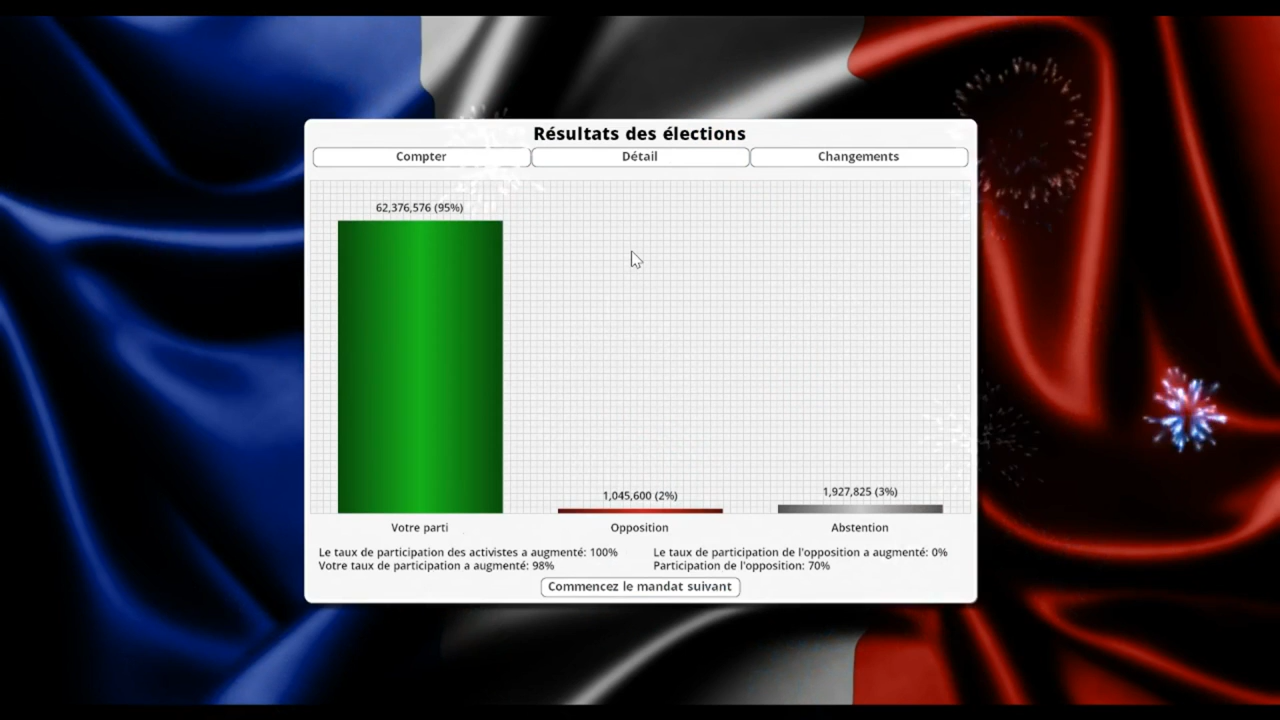 Résultats des élections
Compter
Détail
Changements
62,376,576 (95%)
1,045,600 (2%)
1,927,825 (3%)
Votre parti
Opposition
Abstention
Le taux de participation des activistes a augmenté: 100%
Le taux de participation de l'opposition a augmenté: 0%
Votre taux de participation a augmenté: 98%
Participation de l'opposition: 70%
Commencez le mandat suivant